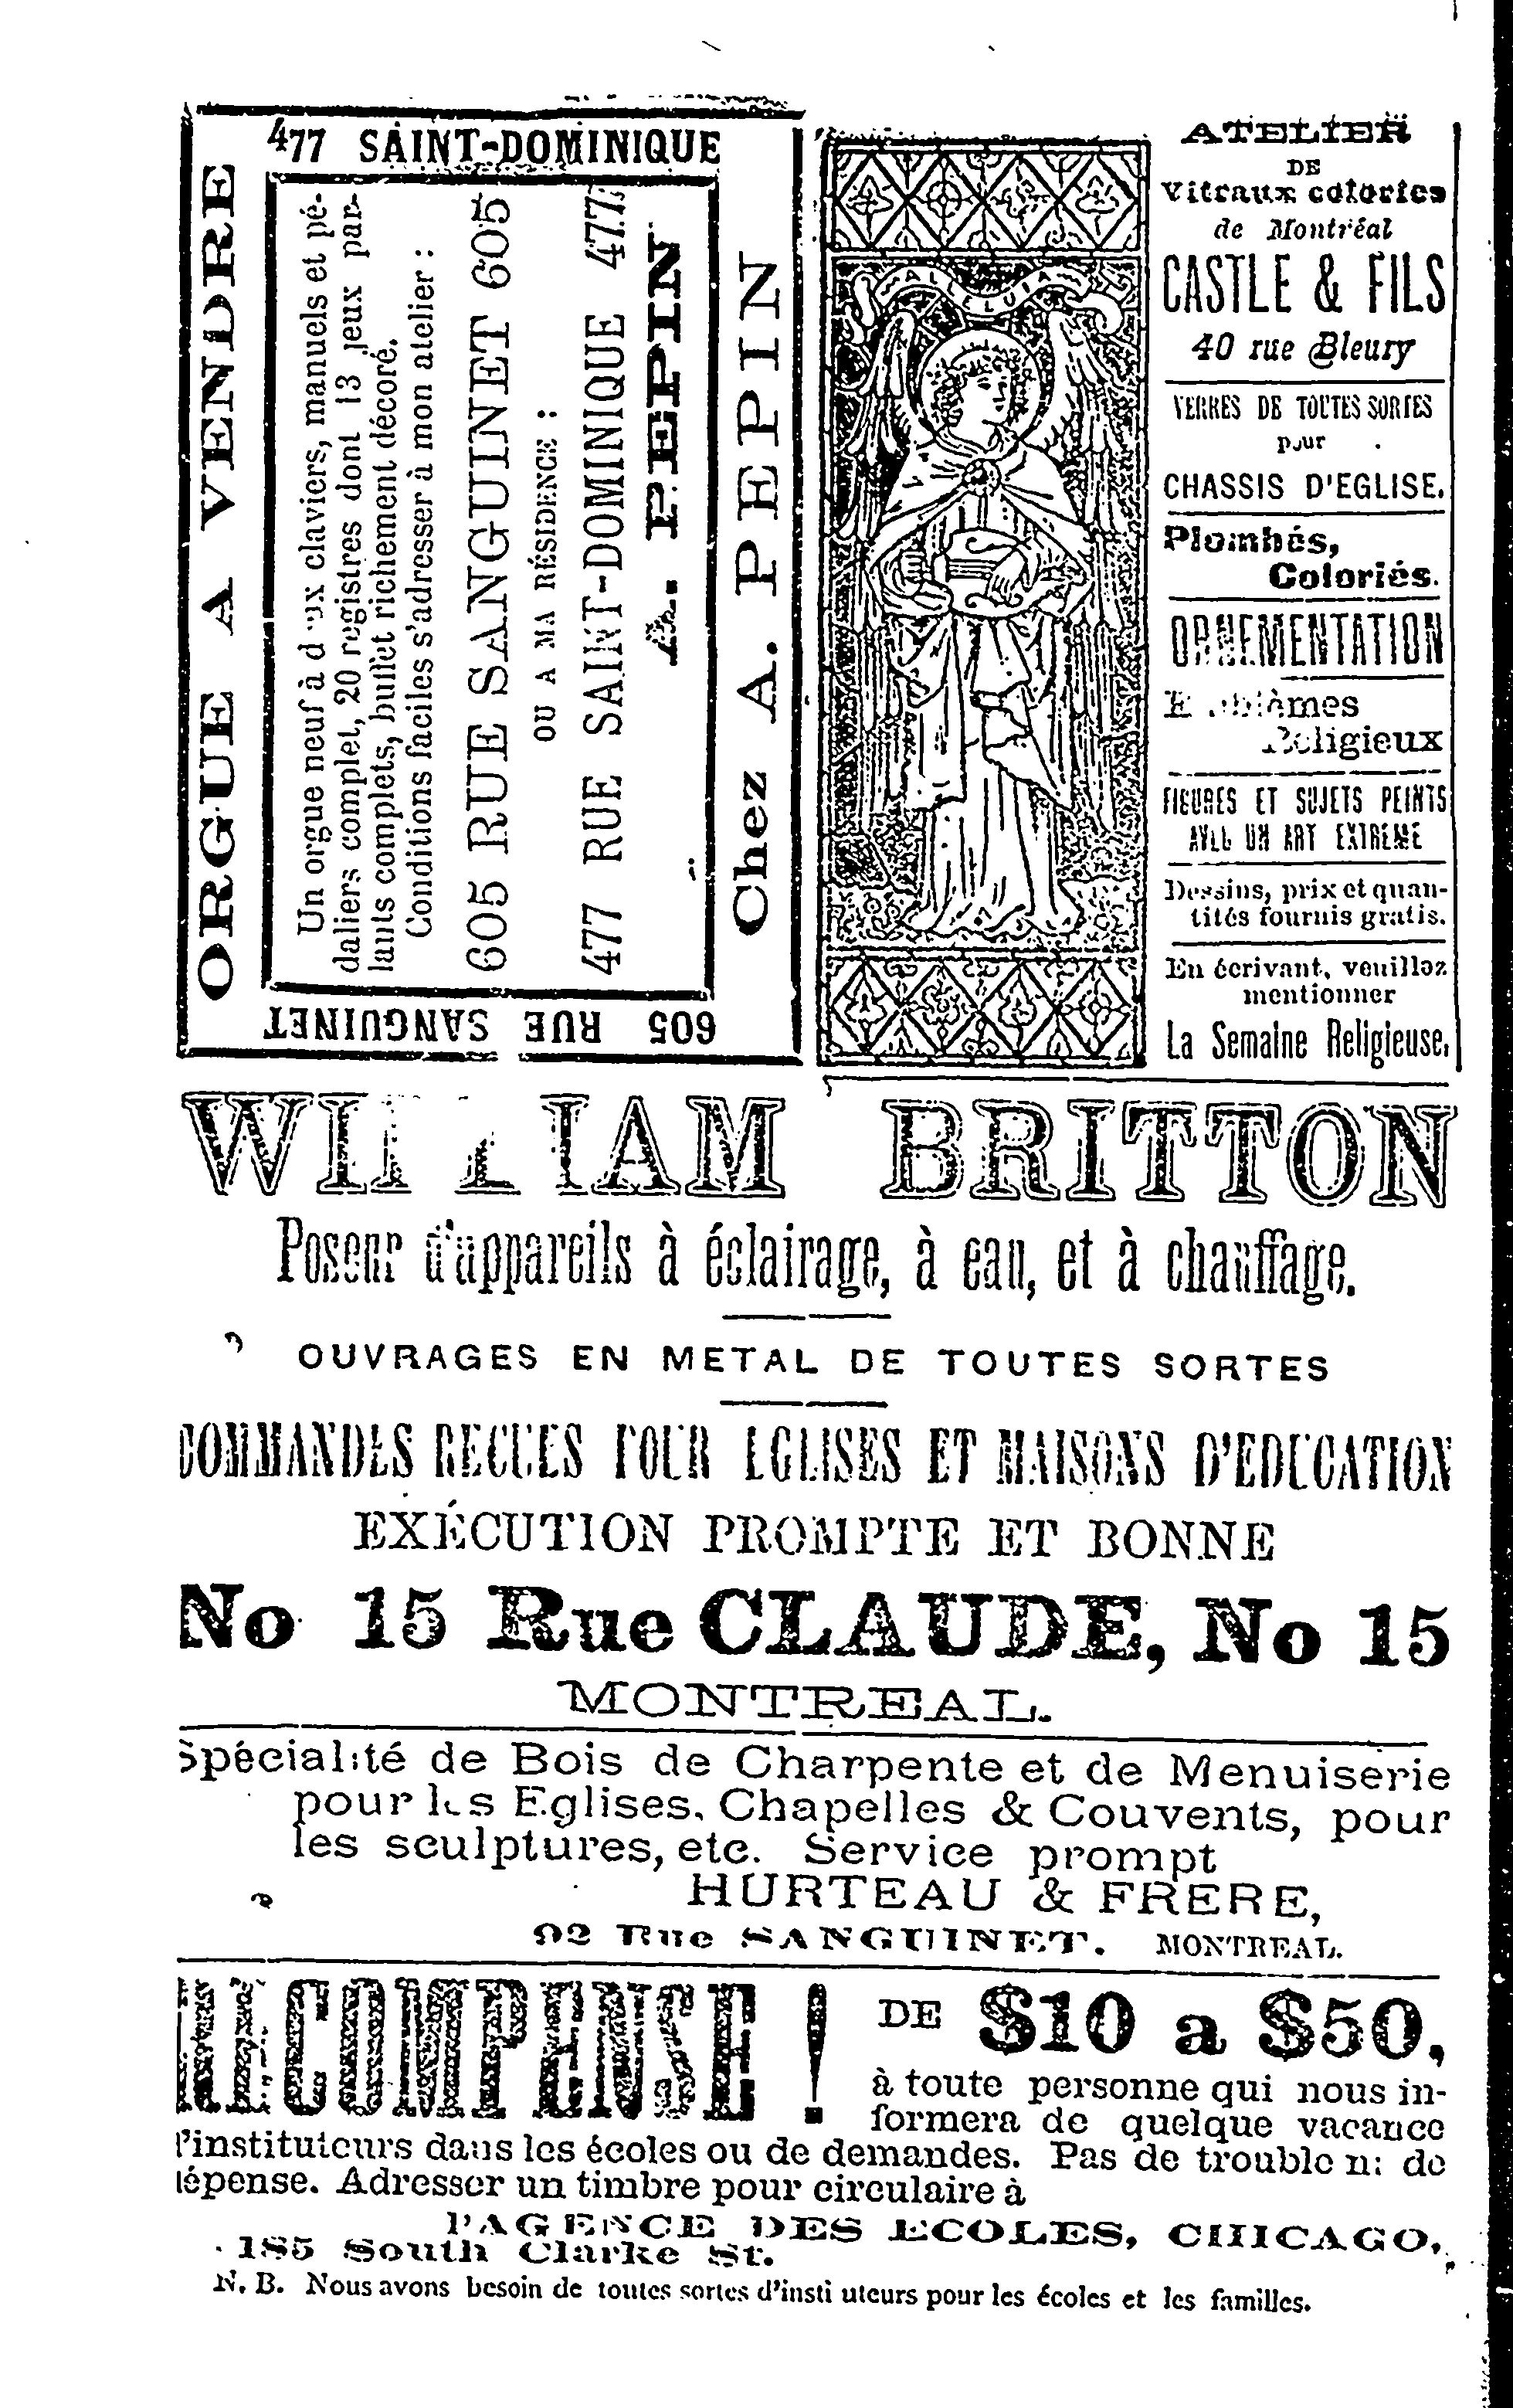 477 SAINT-DOMINIQUE
ORGUE A VENDRE
Un orgue neuf à deux claviers, manuels et pé-
daliers complet, 20 registres dont 13 jeux par-
lants complets, buffet richement décoré.
Conditions faciles s'adresser à mon atelier :
605 RUE SANGUINET 605
OU A MA RÉSIDENCE :
477 RUE SAINT-DOMINIQUE 477
A. PEPIN
Chez A. PEPIN
605 RUE SANGUINET
ALLELUIA
ATELIER
DE
Vitraux coloriés
de Montréal
CASTLE & FILS
40 rue Bleury
VERRES DE TOUTES SORTES
pour
CHASSIS D'EGLISE.
Plombés,
Coloriés.
ORNEMENTATION
Emblèmes
Religieux
FIGURES ET SUJETS PEINTS
AVEC UN ART EXTREME
Dessins, prix et quan-
tités fournis gratis.
En écrivant, veuillez
mentionner
La Semaine Religieuse.
WILLIAM BRITTON
Poseur d'appareils à éclairage, à eau, et à chauffage.
OUVRAGES EN METAL DE TOUTES SORTES
COMMANDES RECUES POUR EGLISES ET MAISONS D'EDUCATION
EXÉCUTION PROMPTE ET BONNE
No 15 Rue CLAUDE, No 15
MONTREAL.
Spécialité de Bois de Charpente et de Menuiserie
pour les Eglises, Chapelles & Couvents, pour
les sculptures, etc. Service prompt
HURTEAU & FRERE,
92 Rue SANGUINET. MONTREAL.
RECOMPENSE ! DE $10 a $50,
à toute personne qui nous in-
formera de quelque vacance
d'instituteurs dans les écoles ou de demandes. Pas de trouble ni de
dépense. Adresser un timbre pour circulaire à
l'AGENCE DES ECOLES, CHICAGO,
185 South Clarke St.
N. B. Nous avons besoin de toutes sortes d'instituteurs pour les écoles et les familles.